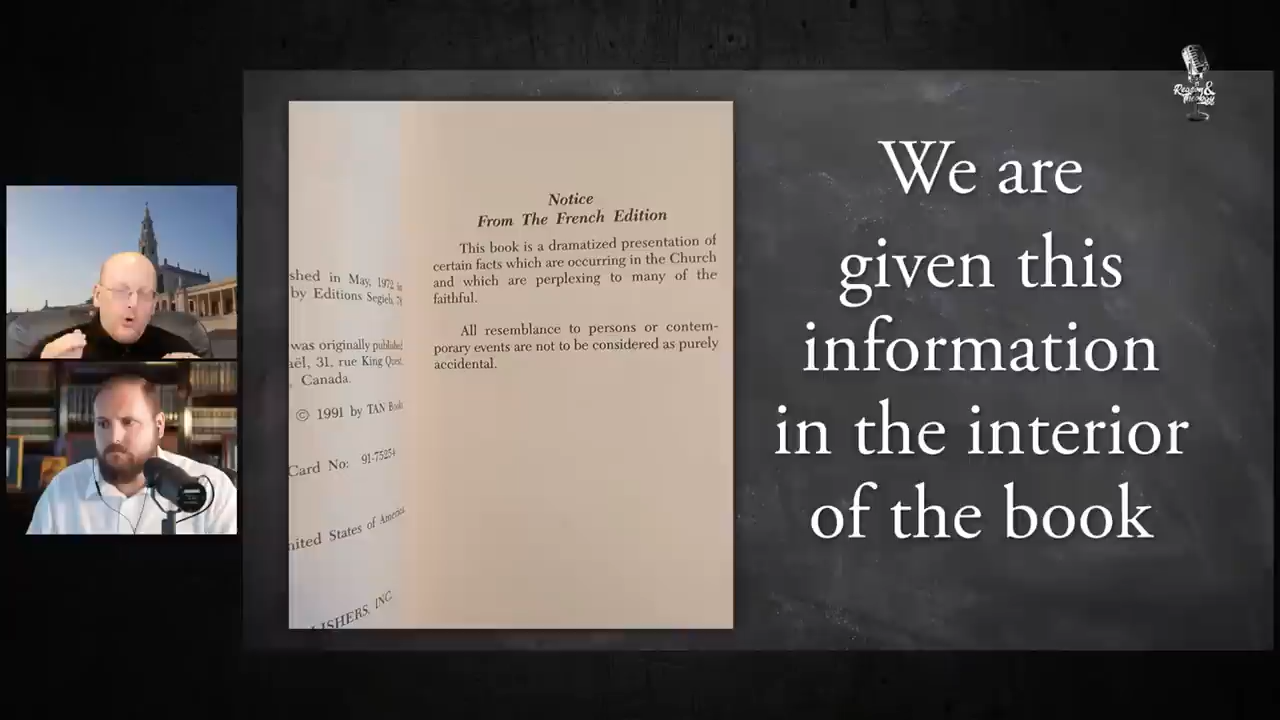 Reason &
Theology
We are
given this
information
in the interior
of the book
shed in May, 1972
by Editions
was originally published
31, rue King
Canada.
© 1991 by TAN
Card No:
States of America
INC.
Notice
From The French Edition
This book is a dramatized presentation of
certain facts which are occurring in the Church
and which are perplexing to many of the
faithful.
All resemblance to persons or contem-
porary events are not to be considered as purely
accidental.